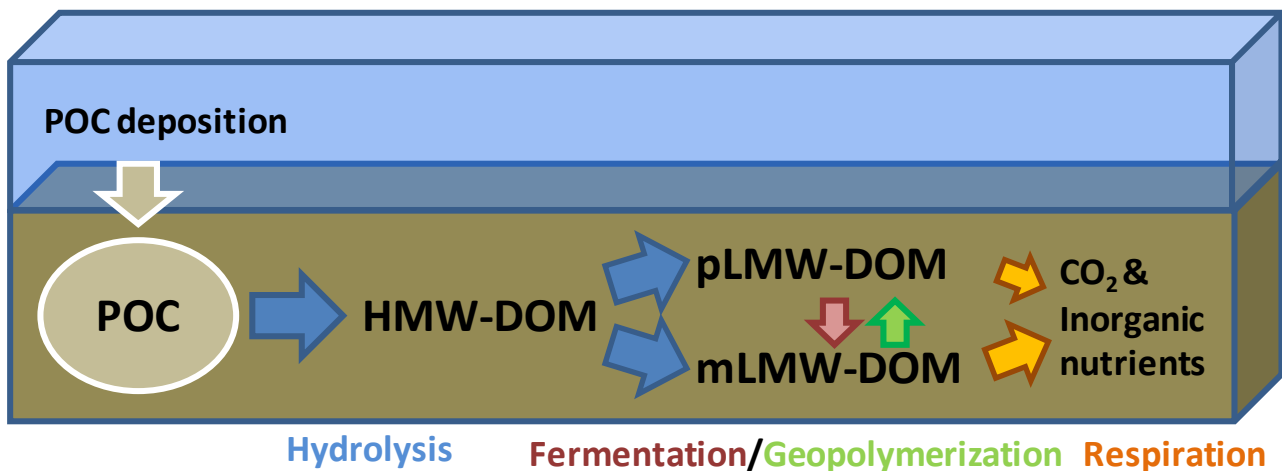 POC deposition
POC
HMW-DOM
pLMW-DOM
mLMW-DOM
CO₂ &
Inorganic
nutrients
Hydrolysis
Fermentation/Geopolymerization
Respiration